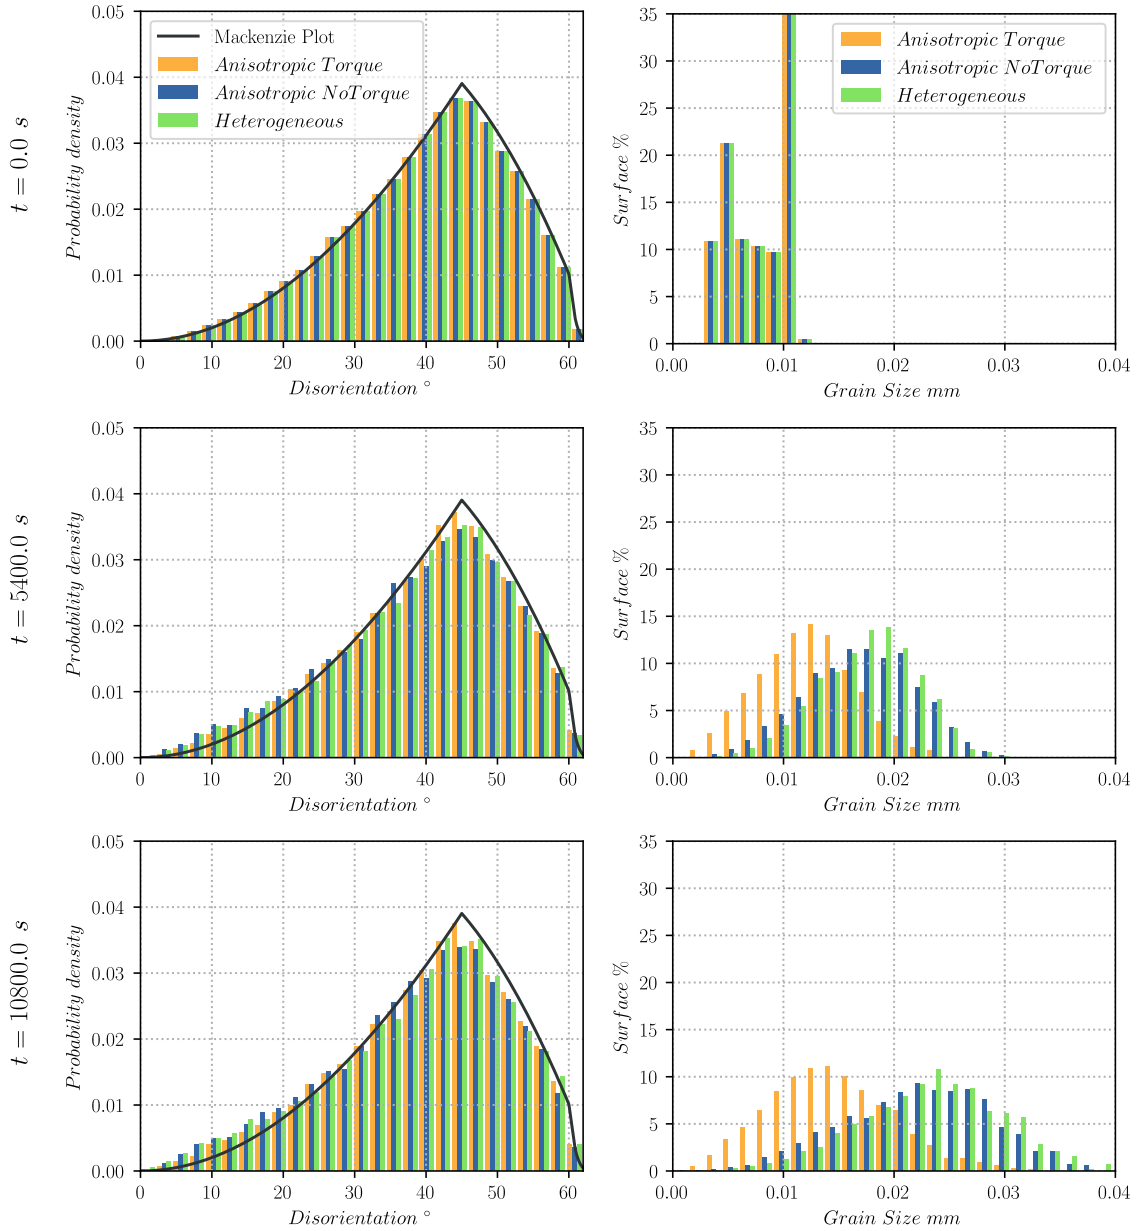 t = 0.0 s
Probability density
0.05
0.04
0.03
0.02
0.01
0.00
Mackenzie Plot
Anisotropic Torque
Anisotropic NoTorque
Heterogeneous
0 10 20 30 40 50 60
Disorientation °
Surface %
35
30
25
20
15
10
5
0
Anisotropic Torque
Anisotropic NoTorque
Heterogeneous
0.00 0.01 0.02 0.03 0.04
Grain Size mm
t = 5400.0 s
Probability density
0.05
0.04
0.03
0.02
0.01
0.00
0 10 20 30 40 50 60
Disorientation °
Surface %
35
30
25
20
15
10
5
0
0.00 0.01 0.02 0.03 0.04
Grain Size mm
t = 10800.0 s
Probability density
0.05
0.04
0.03
0.02
0.01
0.00
0 10 20 30 40 50 60
Disorientation °
Surface %
35
30
25
20
15
10
5
0
0.00 0.01 0.02 0.03 0.04
Grain Size mm